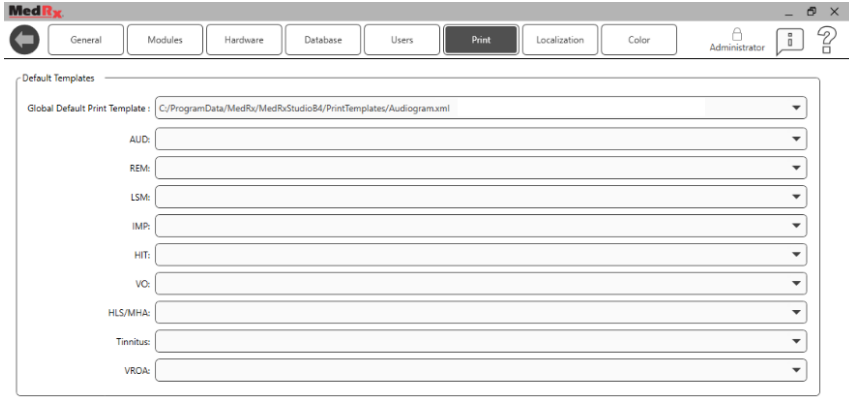 MedRx
General Modules Hardware Database Users Print Localization Color Administrator
Default Templates
Global Default Print Template : C:/ProgramData/MedRx/MedRxStudioB4/PrintTemplates/Audiogram.xml
AUD:
REM:
LSM:
IMP:
HIT:
VO:
HLS/MHA:
Tinnitus:
VROA: